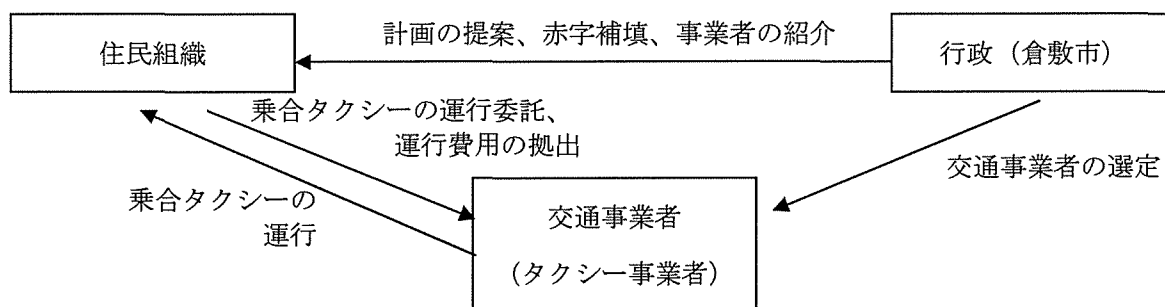 計画の提案、赤字補填、事業者の紹介
住民組織
行政（倉敷市）
乗合タクシーの運行委託、
運行費用の拠出
交通事業者の選定
乗合タクシーの
運行
交通事業者
（タクシー事業者）